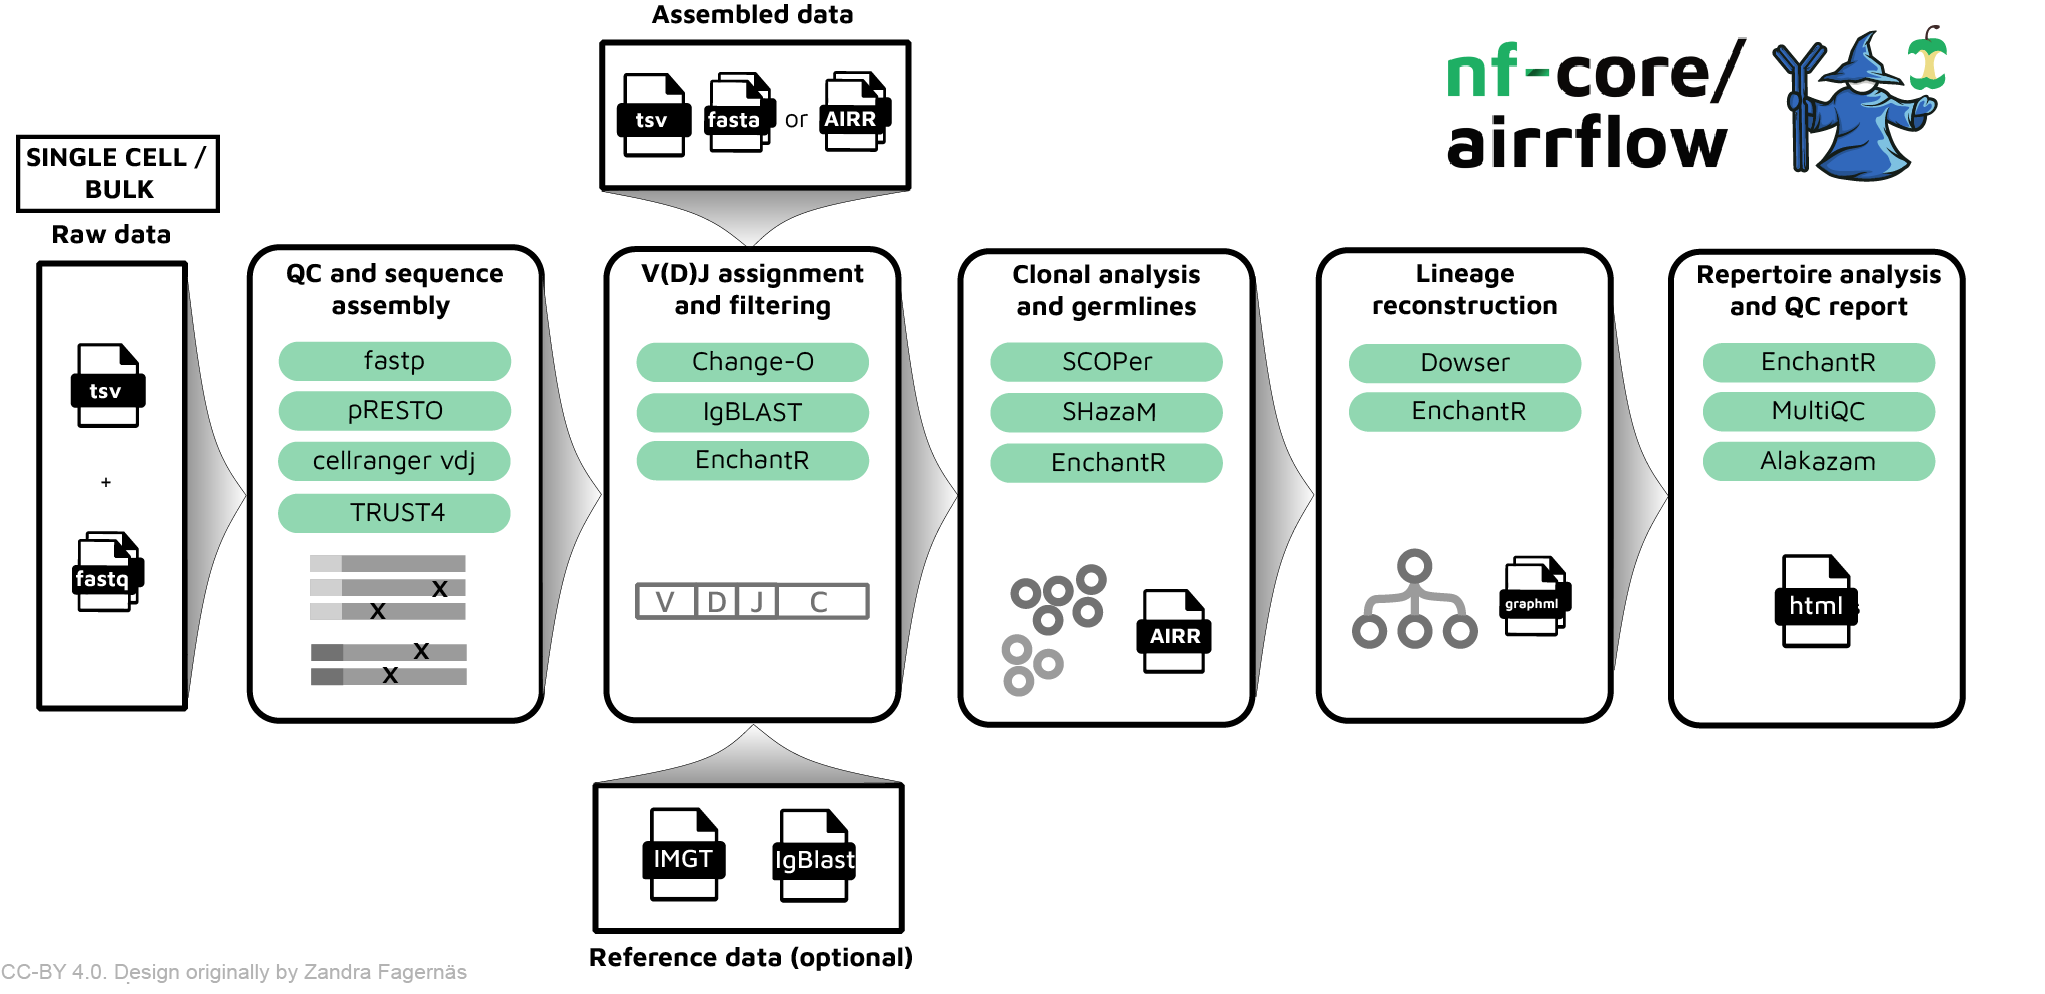 Assembled data
tsv
fasta
or
AIRR
nf-core/
airrflow
SINGLE CELL /
BULK
Raw data
tsv
+
fastq
QC and sequence
assembly
fastp
pRESTO
cellranger vdj
TRUST4
X
X
X
X
V(D)J assignment
and filtering
Change-O
IgBLAST
EnchantR
V D J C
Clonal analysis
and germlines
SCOPer
SHazaM
EnchantR
AIRR
Lineage
reconstruction
Dowser
EnchantR
graphml
Repertoire analysis
and QC report
EnchantR
MultiQC
Alakazam
html
IMGT
IgBlast
Reference data (optional)
CC-BY 4.0. Design originally by Zandra Fagernäs